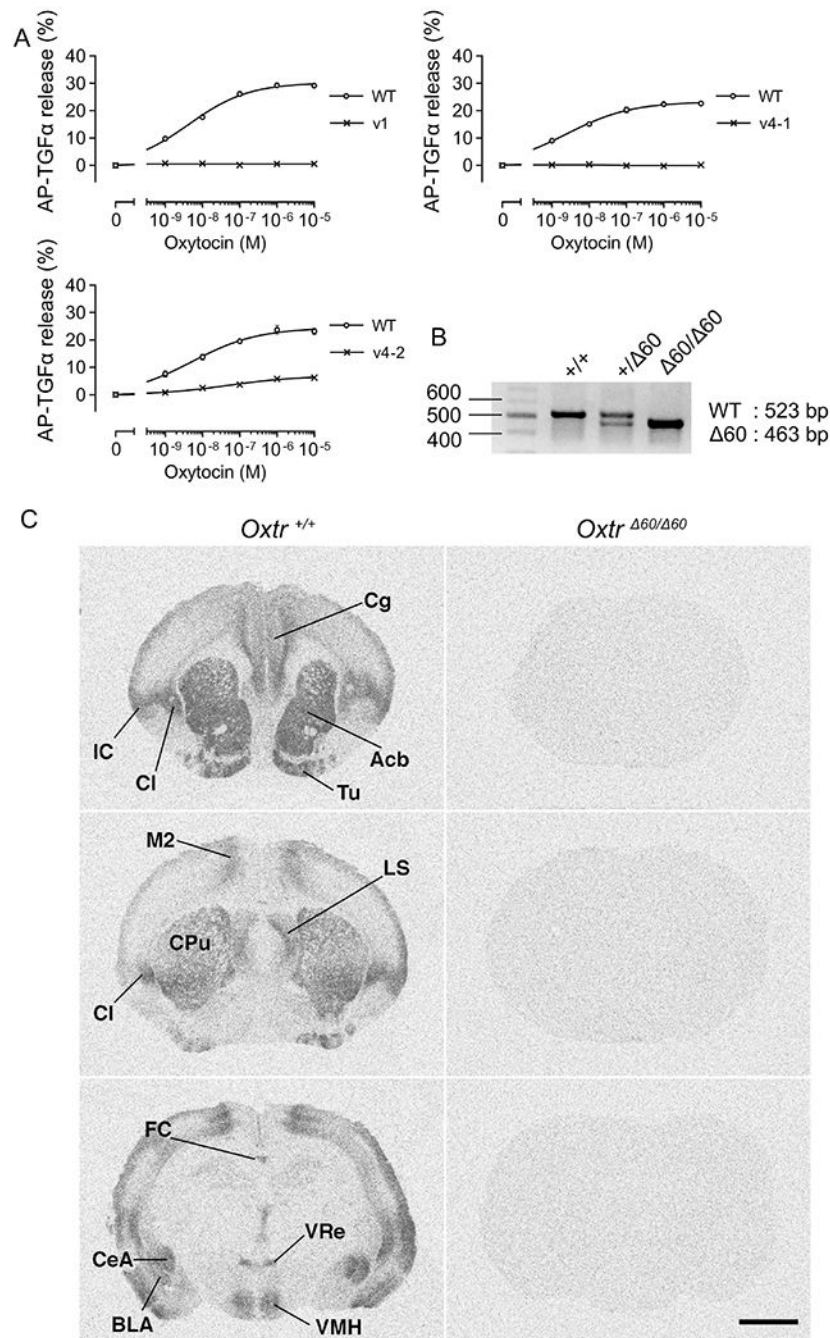 A
AP-TGFα release (%)
40
30
20
10
0
WT
v1
0 10⁻⁹ 10⁻⁸ 10⁻⁷ 10⁻⁶ 10⁻⁵
Oxytocin (M)
AP-TGFα release (%)
40
30
20
10
0
WT
v4-1
0 10⁻⁹ 10⁻⁸ 10⁻⁷ 10⁻⁶ 10⁻⁵
Oxytocin (M)
AP-TGFα release (%)
40
30
20
10
0
WT
v4-2
0 10⁻⁹ 10⁻⁸ 10⁻⁷ 10⁻⁶ 10⁻⁵
Oxytocin (M)
B
+/+ +/Δ60 Δ60/Δ60
600
500
400
WT : 523 bp
Δ60 : 463 bp
C
Oxtr +/+
Oxtr Δ60/Δ60
Cg
IC
Cl
Acb
Tu
M2
LS
CPu
Cl
FC
VRe
CeA
BLA
VMH